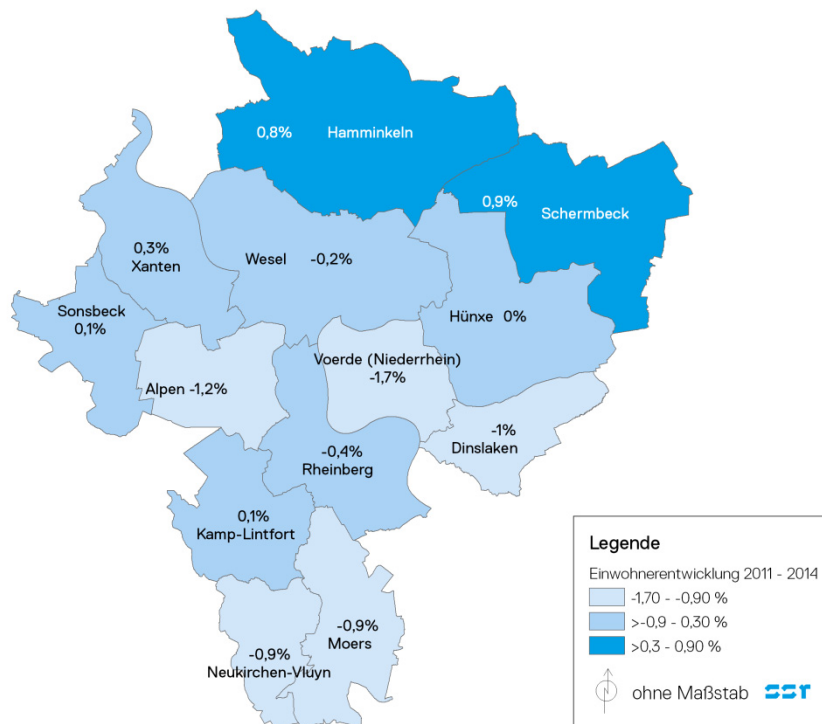 0,8% Hamminkeln
0,9%
Schermbeck
0,3%
Xanten
Wesel -0,2%
Sonsbeck
0,1%
Hünxe 0%
Voerde (Niederrhein)
-1,7%
Alpen -1,2%
-1%
Dinslaken
-0,4%
Rheinberg
0,1%
Kamp-Lintfort
-0,9%
Moers
-0,9%
Neukirchen-Vluyn
Legende
Einwohnerentwicklung 2011 - 2014
-1,70 - -0,90 %
>-0,9 - 0,30 %
>0,3 - 0,90 %
ohne Maßstab ssr